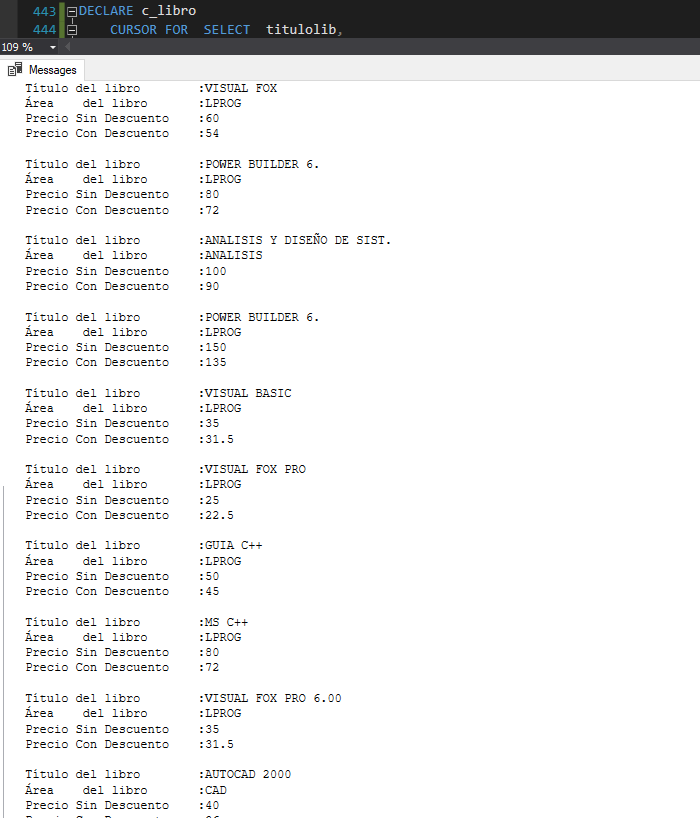 443 DECLARE c_libro
444 CURSOR FOR SELECT titulolib,
109 %
Messages
Título del libro :VISUAL FOX
Área del libro :LPROG
Precio Sin Descuento :60
Precio Con Descuento :54
Título del libro :POWER BUILDER 6.
Área del libro :LPROG
Precio Sin Descuento :80
Precio Con Descuento :72
Título del libro :ANALISIS Y DISEÑO DE SIST.
Área del libro :ANALISIS
Precio Sin Descuento :100
Precio Con Descuento :90
Título del libro :POWER BUILDER 6.
Área del libro :LPROG
Precio Sin Descuento :150
Precio Con Descuento :135
Título del libro :VISUAL BASIC
Área del libro :LPROG
Precio Sin Descuento :35
Precio Con Descuento :31.5
Título del libro :VISUAL FOX PRO
Área del libro :LPROG
Precio Sin Descuento :25
Precio Con Descuento :22.5
Título del libro :GUIA C++
Área del libro :LPROG
Precio Sin Descuento :50
Precio Con Descuento :45
Título del libro :MS C++
Área del libro :LPROG
Precio Sin Descuento :80
Precio Con Descuento :72
Título del libro :VISUAL FOX PRO 6.00
Área del libro :LPROG
Precio Sin Descuento :35
Precio Con Descuento :31.5
Título del libro :AUTOCAD 2000
Área del libro :CAD
Precio Sin Descuento :40